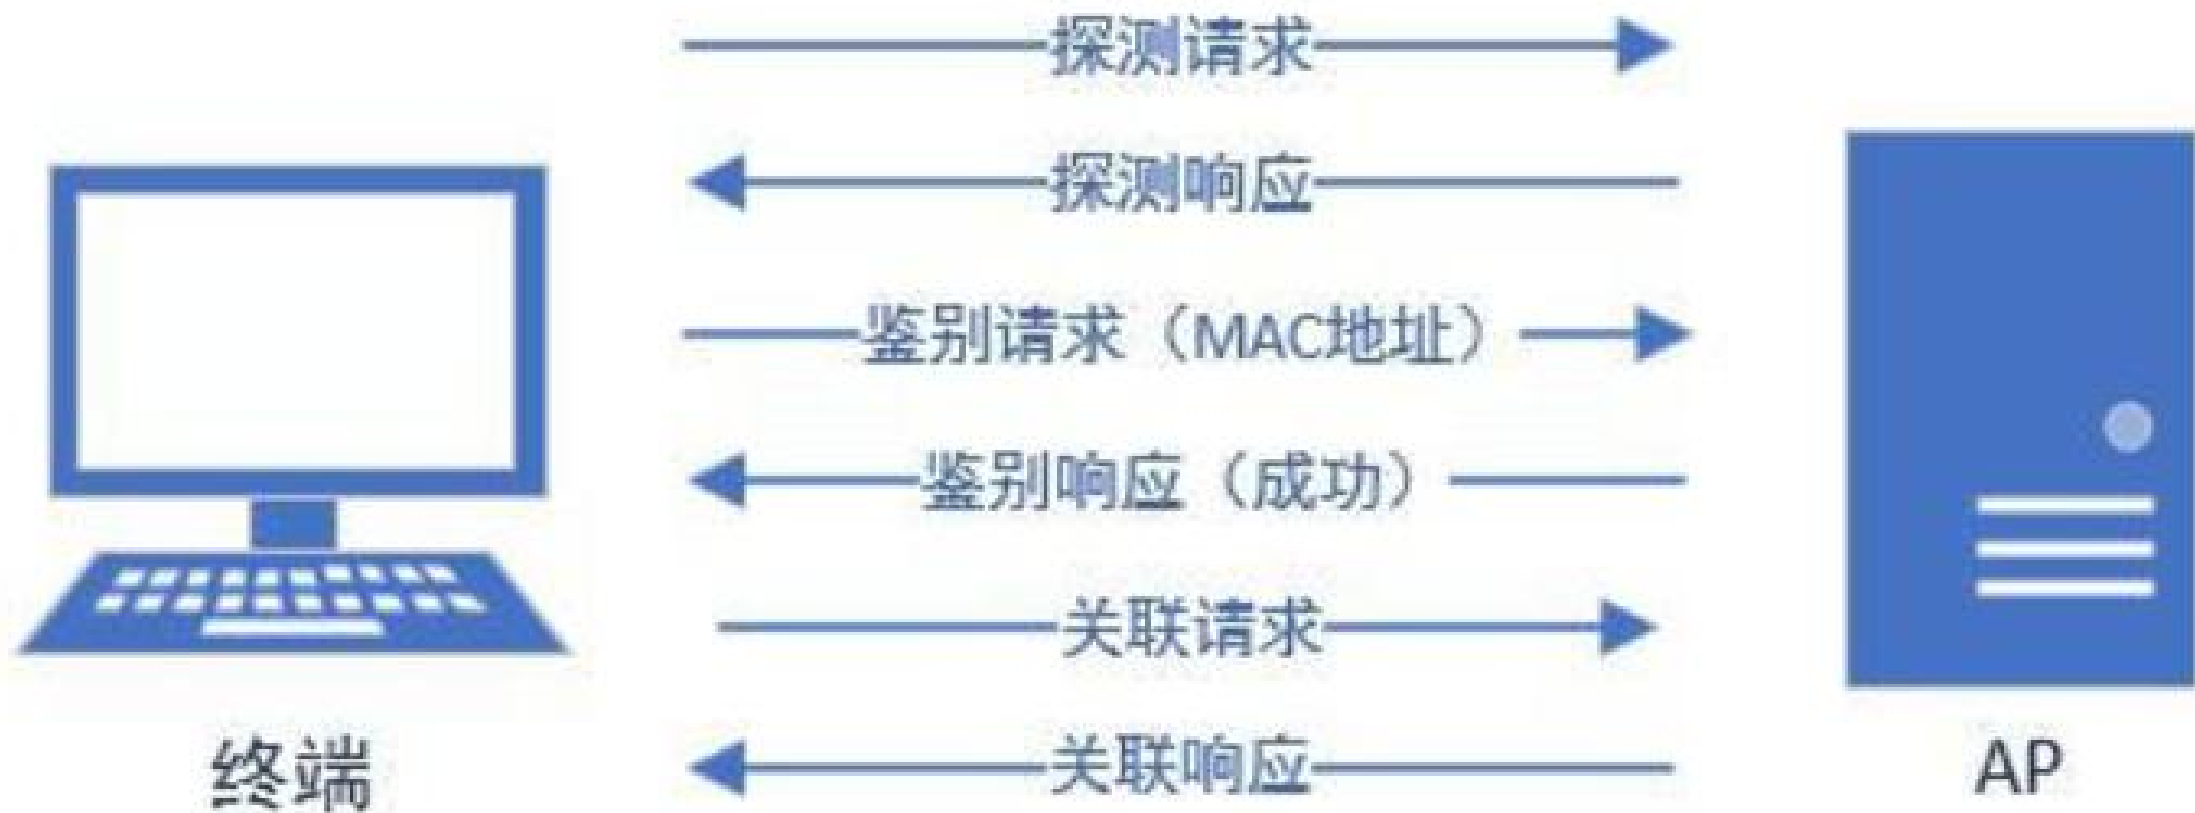 探测请求
探测响应
鉴别请求（MAC地址）
鉴别响应（成功）
关联请求
关联响应
终端
AP